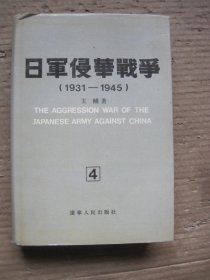 日軍侵華戰爭
(1931—1945)
王輔著
THE AGGRESSION WAR OF THE
JAPANESE ARMY AGAINST CHINA
4
遼寧人民出版社